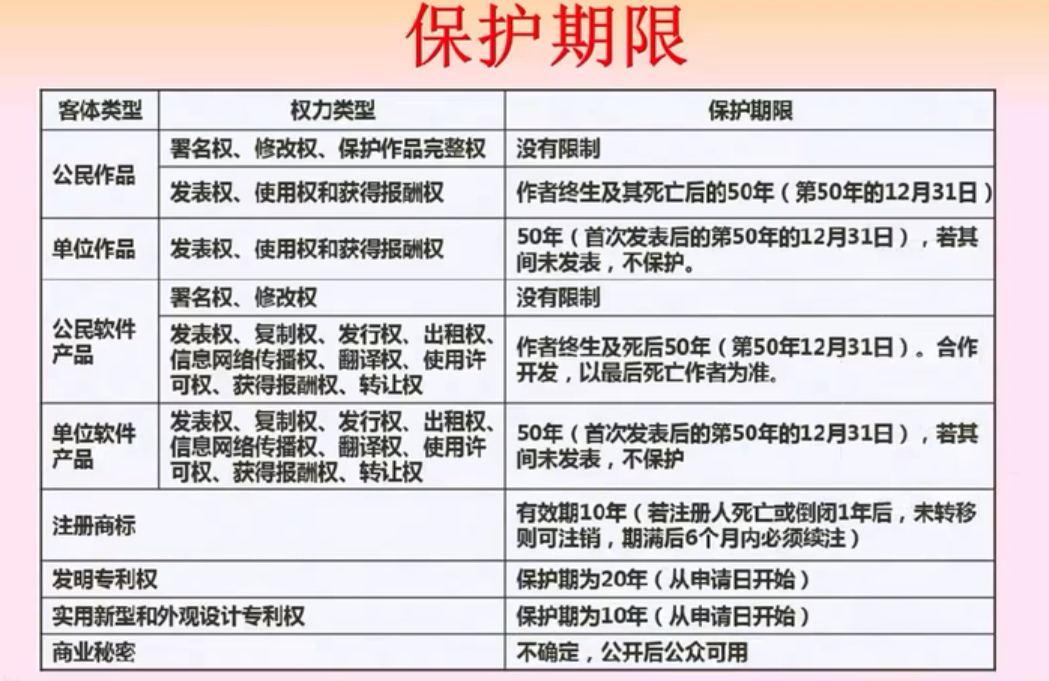 保护期限
客体类型 权力类型 保护期限
公民作品
署名权、修改权、保护作品完整权 没有限制
发表权、使用权和获得报酬权 作者终生及其死亡后的50年（第50年的12月31日）
单位作品 发表权、使用权和获得报酬权
50年（首次发表后的第50年的12月31日），若其
间未发表，不保护。
公民软件
产品
署名权、修改权 没有限制
发表权、复制权、发行权、出租权、
信息网络传播权、翻译权、使用许
可权、获得报酬权、转让权
作者终生及死后50年（第50年12月31日）。合作
开发，以最后死亡作者为准。
单位软件
产品
发表权、复制权、发行权、出租权、
信息网络传播权、翻译权、使用许
可权、获得报酬权、转让权
50年（首次发表后的第50年的12月31日），若其
间未发表，不保护
注册商标
有效期10年（若注册人死亡或倒闭1年后，未转移
则可注销，期满后6个月内必须续注）
发明专利权 保护期为20年（从申请日开始）
实用新型和外观设计专利权 保护期为10年（从申请日开始）
商业秘密 不确定，公开后公众可用